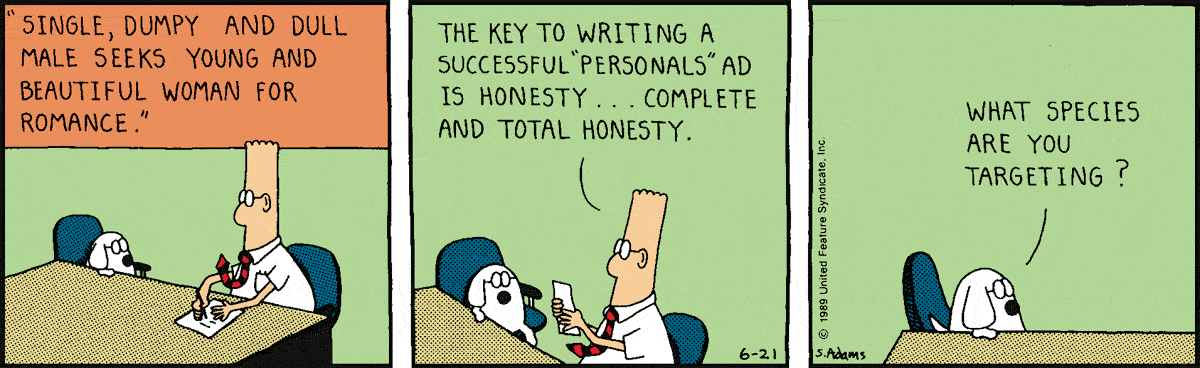 "SINGLE, DUMPY AND DULL
MALE SEEKS YOUNG AND
BEAUTIFUL WOMAN FOR
ROMANCE."
THE KEY TO WRITING A
SUCCESSFUL "PERSONALS" AD
IS HONESTY... COMPLETE
AND TOTAL HONESTY.
6-21
WHAT SPECIES
ARE YOU
TARGETING?
© 1989 United Feature Syndicate, Inc.
S. Adams